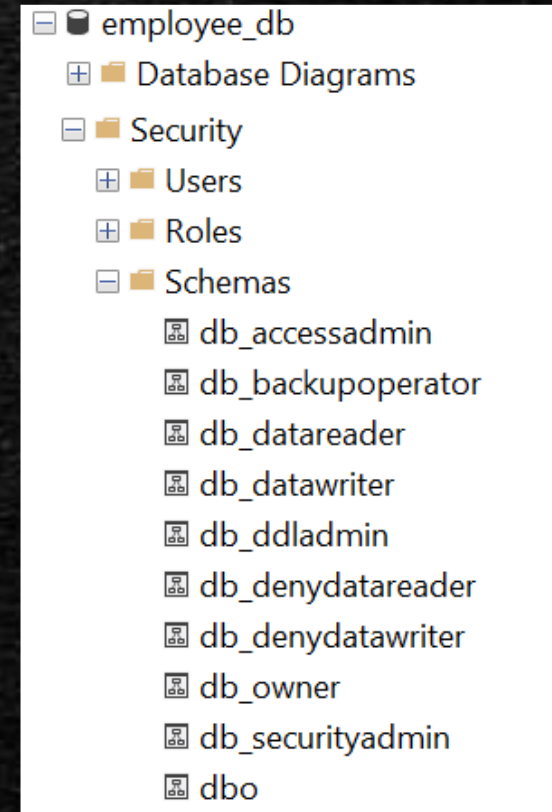 employee_db
Database Diagrams
Security
Users
Roles
Schemas
db_accessadmin
db_backupoperator
db_datareader
db_datawriter
db_ddladmin
db_denydatareader
db_denydatawriter
db_owner
db_securityadmin
dbo